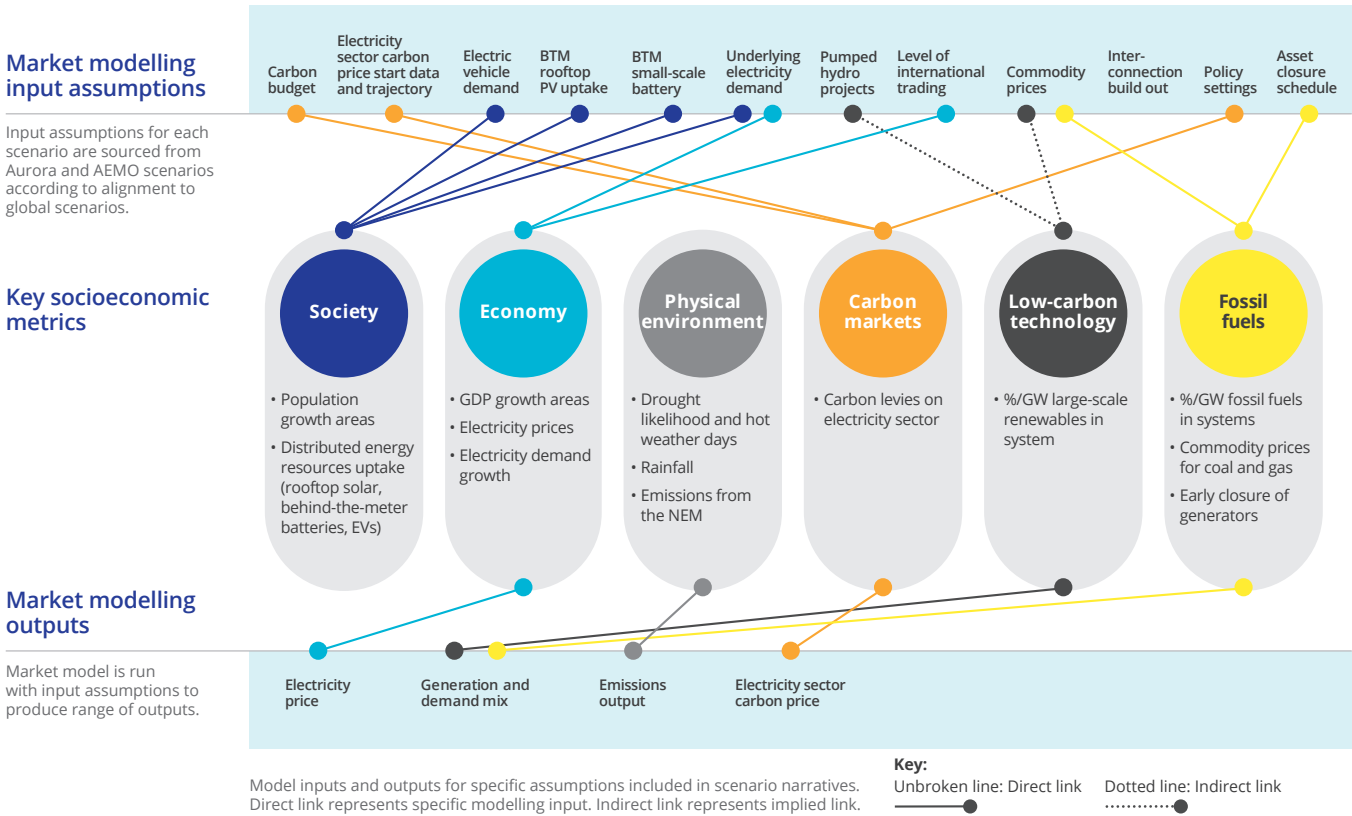 Market modelling
input assumptions
Input assumptions for each
scenario are sourced from
Aurora and AEMO scenarios
according to alignment to
global scenarios.
Carbon
budget
Electricity
sector carbon
price start data
and trajectory
Electric
vehicle
demand
BTM
rooftop
PV uptake
BTM
small-scale
battery
Underlying
electricity
demand
Pumped
hydro
projects
Level of
international
trading
Commodity
prices
Inter-
connection
build out
Policy
settings
Asset
closure
schedule
Key socioeconomic
metrics
Society
• Population
growth areas
• Distributed energy
resources uptake
(rooftop solar,
behind-the-meter
batteries, EVs)
Economy
• GDP growth areas
• Electricity prices
• Electricity demand
growth
Physical
environment
• Drought
likelihood and hot
weather days
• Rainfall
• Emissions from
the NEM
Carbon
markets
• Carbon levies on
electricity sector
Low-carbon
technology
• %/GW large-scale
renewables in
system
Fossil
fuels
• %/GW fossil fuels
in systems
• Commodity prices
for coal and gas
• Early closure of
generators
Market modelling
outputs
Market model is run
with input assumptions to
produce range of outputs.
Electricity
price
Generation and
demand mix
Emissions
output
Electricity sector
carbon price
Model inputs and outputs for specific assumptions included in scenario narratives.
Direct link represents specific modelling input. Indirect link represents implied link.
Key:
Unbroken line: Direct link
Dotted line: Indirect link